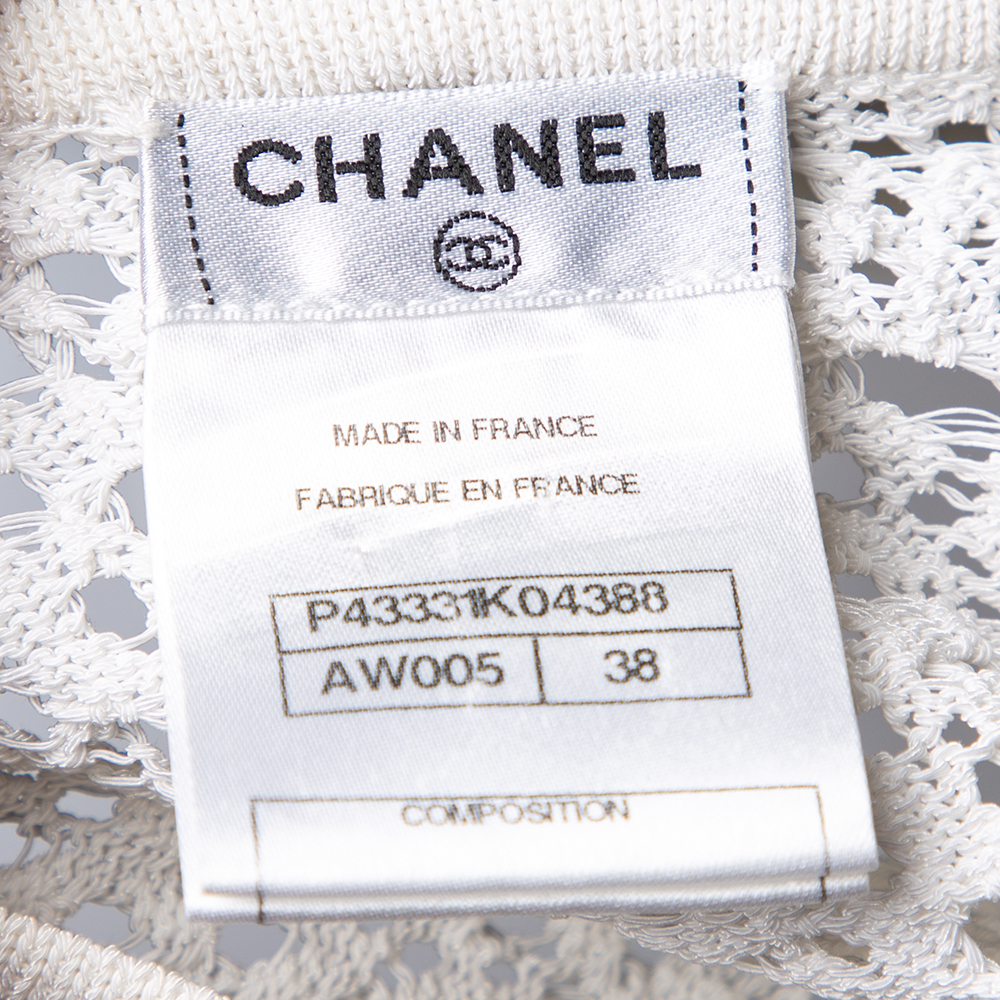 CHANEL
MADE IN FRANCE
FABRIQUE EN FRANCE
P43331K04388
AW005 38
COMPOSITION